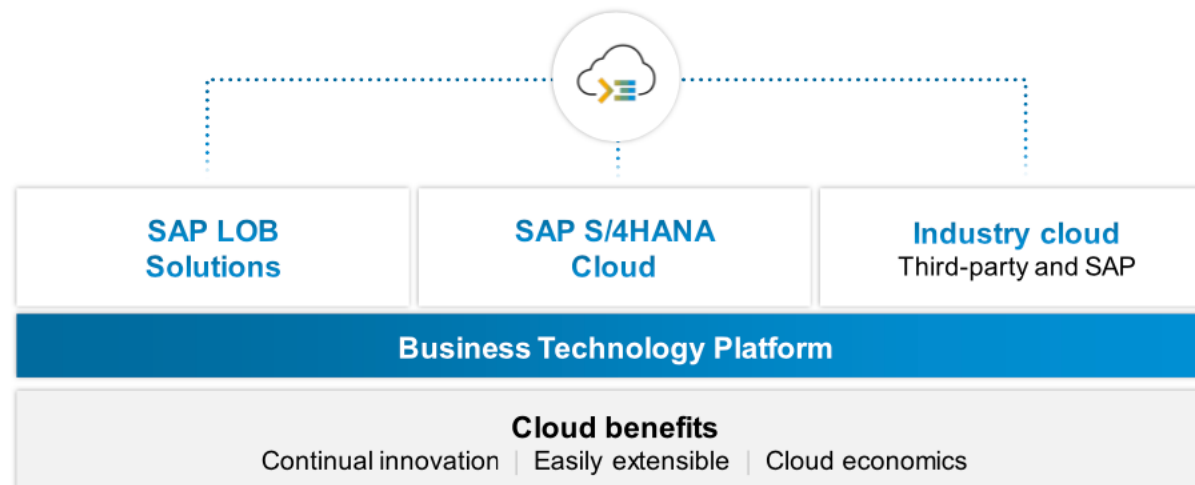 SAP LOB
Solutions
SAP S/4HANA
Cloud
Industry cloud
Third-party and SAP
Business Technology Platform
Cloud benefits
Continual innovation | Easily extensible | Cloud economics